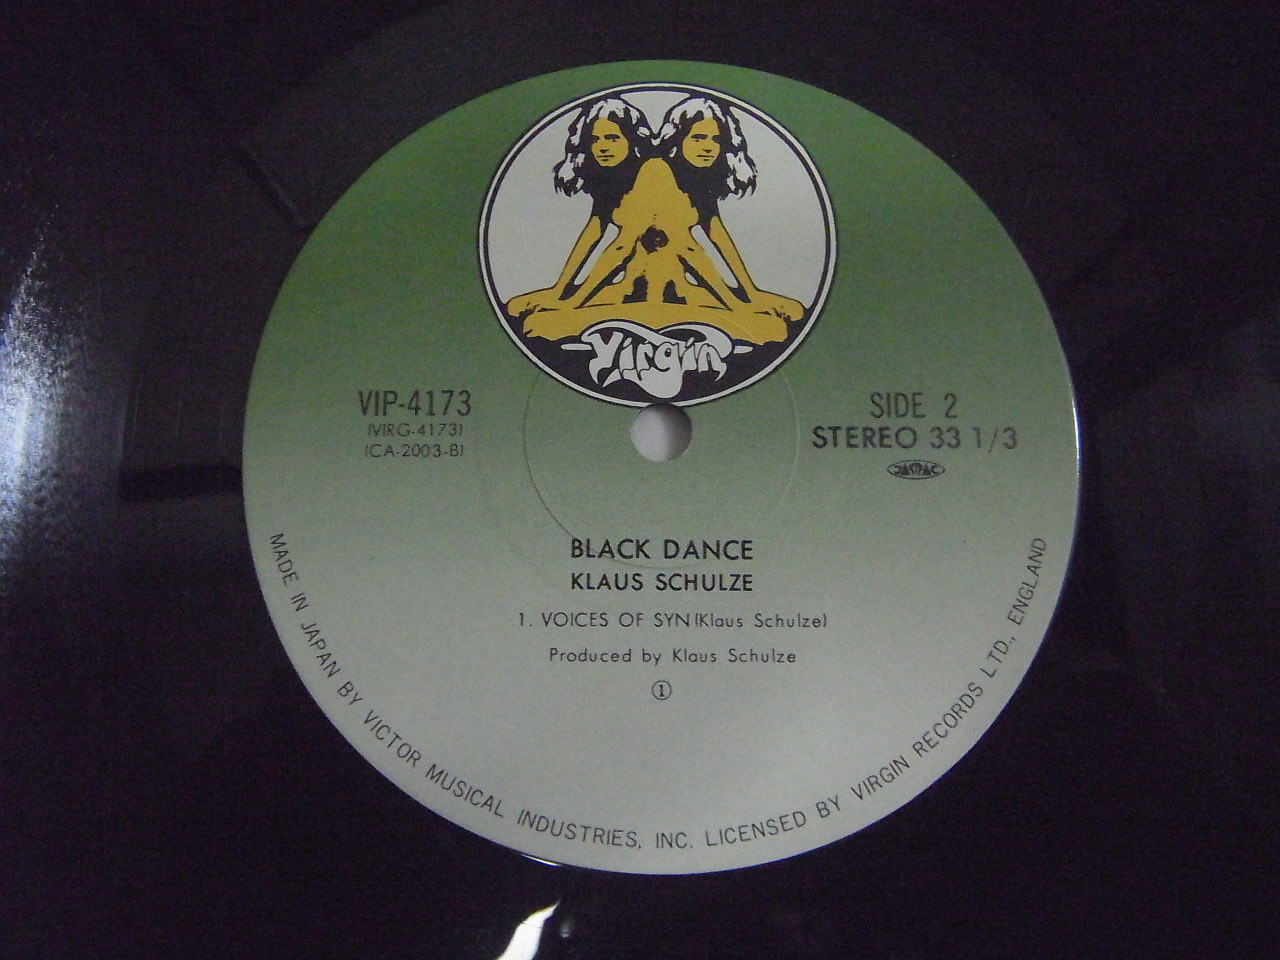 Virgin
VIP-4173
(VIRG-4173)
(CA-2003-B)
SIDE 2
STEREO 33 1/3
JASRAC
BLACK DANCE
KLAUS SCHULZE
1. VOICES OF SYN (Klaus Schulze)
Produced by Klaus Schulze
①
MADE IN JAPAN BY VICTOR MUSICAL INDUSTRIES, INC. LICENSED BY VIRGIN RECORDS LTD., ENGLAND